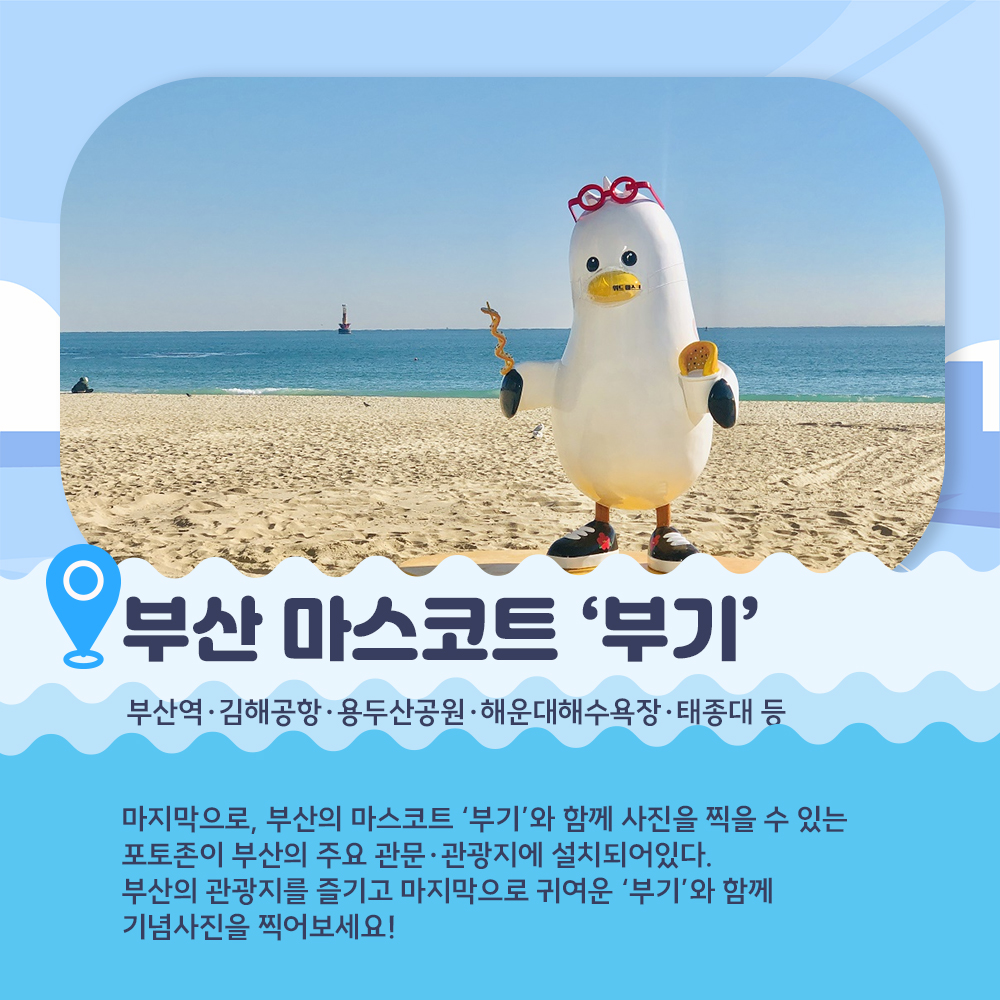 위드마스크
부산 마스코트 ‘부기’
부산역·김해공항·용두산공원·해운대해수욕장·태종대 등
마지막으로, 부산의 마스코트 ‘부기’와 함께 사진을 찍을 수 있는
포토존이 부산의 주요 관문·관광지에 설치되어있다.
부산의 관광지를 즐기고 마지막으로 귀여운 ‘부기’와 함께
기념사진을 찍어보세요!